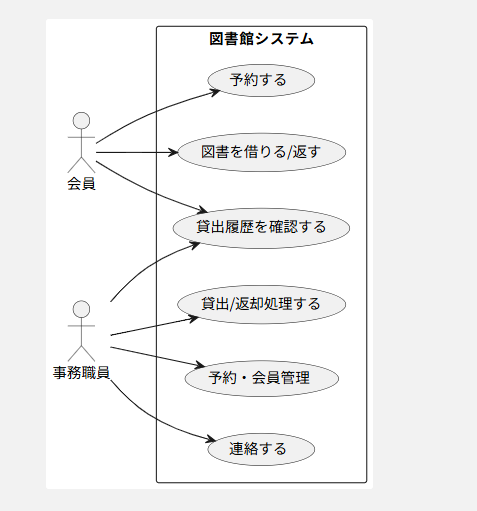 図書館システム
予約する
図書を借りる/返す
会員
貸出履歴を確認する
貸出/返却処理する
事務職員
予約・会員管理
連絡する